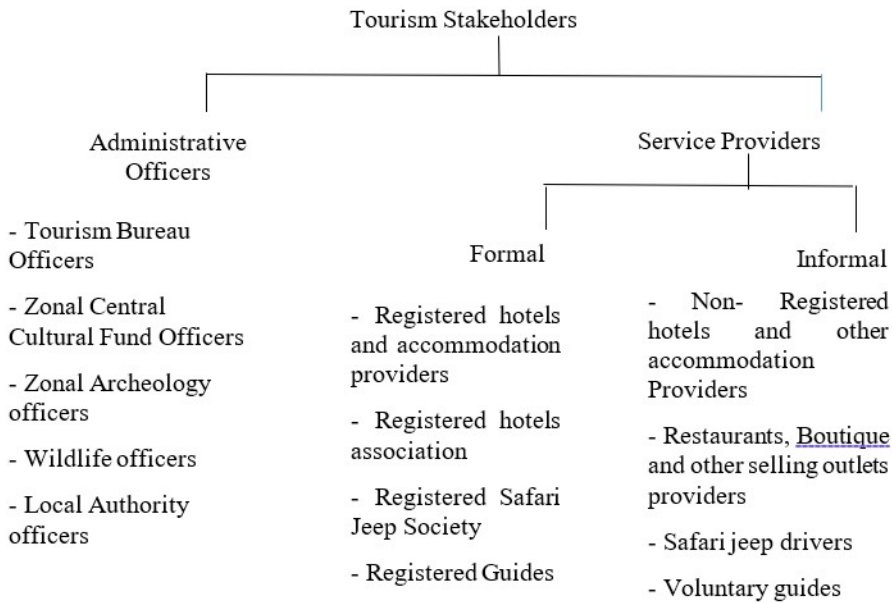 Tourism Stakeholders
Administrative
Officers
- Tourism Bureau
Officers
- Zonal Central
Cultural Fund Officers
- Zonal Archeology
officers
- Wildlife officers
- Local Authority
officers
Service Providers
Formal
- Registered hotels
and accommodation
providers
- Registered hotels
association
- Registered Safari
Jeep Society
- Registered Guides
Informal
- Non- Registered
hotels and other
accommodation
Providers
- Restaurants, Boutique
and other selling outlets
providers
- Safari jeep drivers
- Voluntary guides